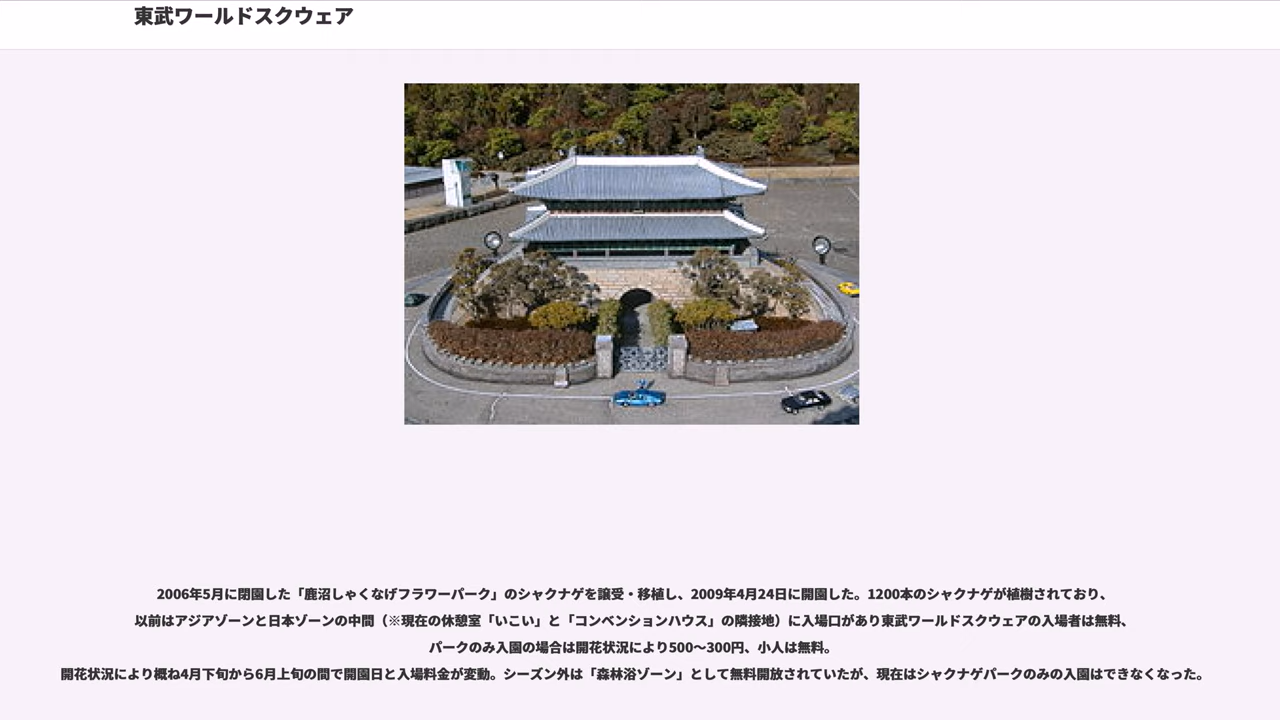 東武ワールドスクウェア
2006年5月に閉園した「鹿沼しゃくなげフラワーパーク」のシャクナゲを譲受・移植し、2009年4月24日に開園した。1200本のシャクナゲが植樹されており、
以前はアジアゾーンと日本ゾーンの中間（※現在の休憩室「いこい」と「コンベンションハウス」の隣接地）に入場口があり東武ワールドスクウェアの入場者は無料、
パークのみ入園の場合は開花状況により500〜300円、小人は無料。
開花状況により概ね4月下旬から6月上旬の間で開園日と入場料金が変動。シーズン外は「森林浴ゾーン」として無料開放されていたが、現在はシャクナゲパークのみの入園はできなくなった。